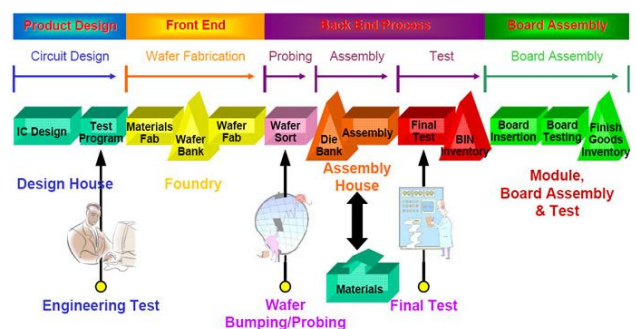 Product Design
Front End
Back End Process
Board Assembly
Circuit Design
Wafer Fabrication
Probing
Assembly
Test
Board Assembly
IC Design
Test
Program
Materials
Fab
Wafer
Bank
Wafer
Fab
Wafer
Sort
Die
Bank
Assembly
Final
Test
BIN
Inventory
Board
Insertion
Board
Testing
Finish
Goods
Inventory
Design House
Foundry
Assembly
House
Module,
Board Assembly
& Test
Materials
Engineering Test
Wafer
Bumping/Probing
Final Test